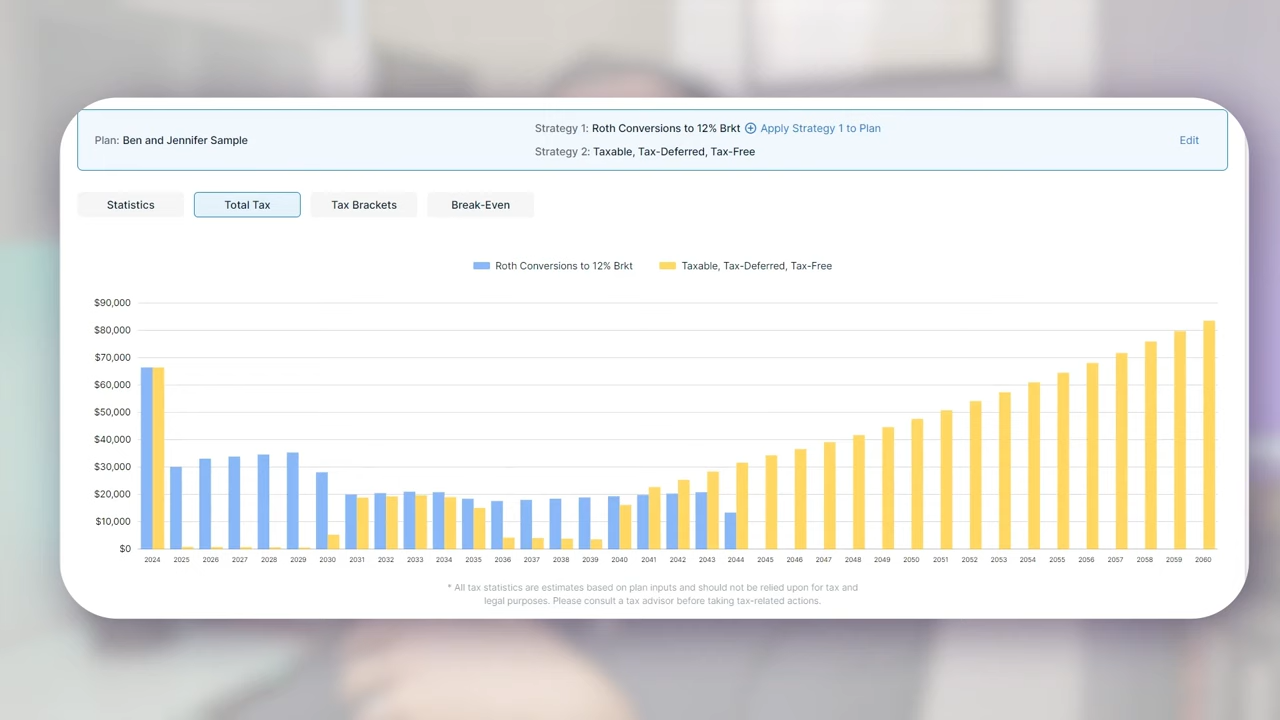 Plan: Ben and Jennifer Sample
Strategy 1: Roth Conversions to 12% Brkt Apply Strategy 1 to Plan
Strategy 2: Taxable, Tax-Deferred, Tax-Free
Edit
Statistics Total Tax Tax Brackets Break-Even
Roth Conversions to 12% Brkt Taxable, Tax-Deferred, Tax-Free
$90,000
$80,000
$70,000
$60,000
$50,000
$40,000
$30,000
$20,000
$10,000
$0
2024 2025 2026 2027 2028 2029 2030 2031 2032 2033 2034 2035 2036 2037 2038 2039 2040 2041 2042 2043 2044 2045 2046 2047 2048 2049 2050 2051 2052 2053 2054 2055 2056 2057 2058 2059 2060
* All tax statistics are estimates based on plan inputs and should not be relied upon for tax and
legal purposes. Please consult a tax advisor before taking tax-related actions.